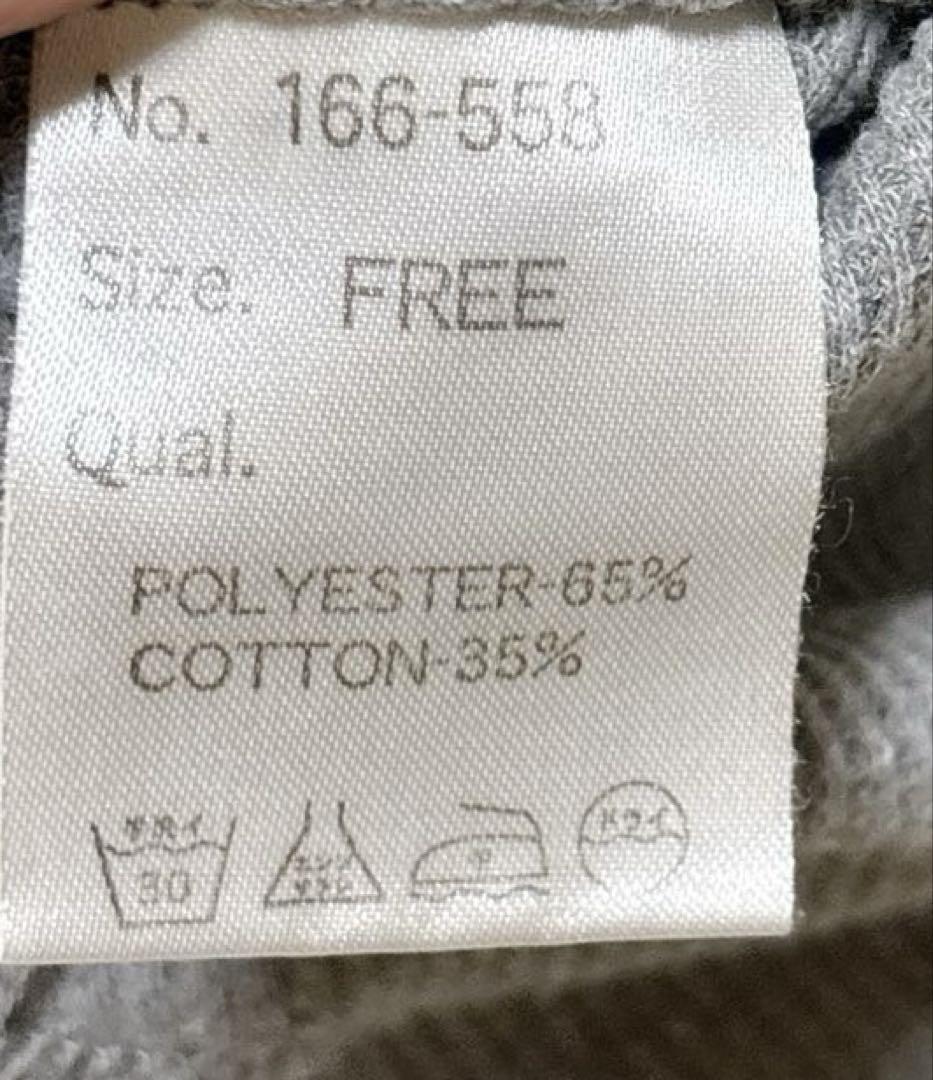 No. 166-558
Size. FREE
Qual.
POLYESTER-65%
COTTON-35%
手洗イ
30
エンソ
サラシ
中
ドライ